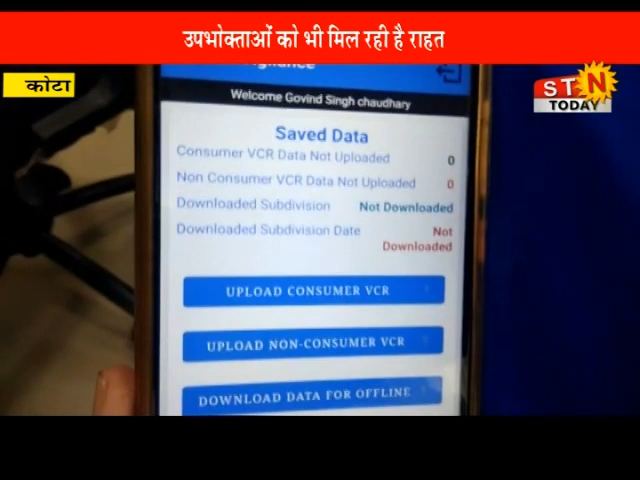 उपभोक्ताओं को भी मिल रही है राहत
कोटा
STN
TODAY
Welcome Govind Singh chaudhary
Saved Data
Consumer VCR Data Not Uploaded 0
Non Consumer VCR Data Not Uploaded 0
Downloaded Subdivision Not Downloaded
Downloaded Subdivision Date Not
Downloaded
UPLOAD CONSUMER VCR
UPLOAD NON-CONSUMER VCR
DOWNLOAD DATA FOR OFFLINE